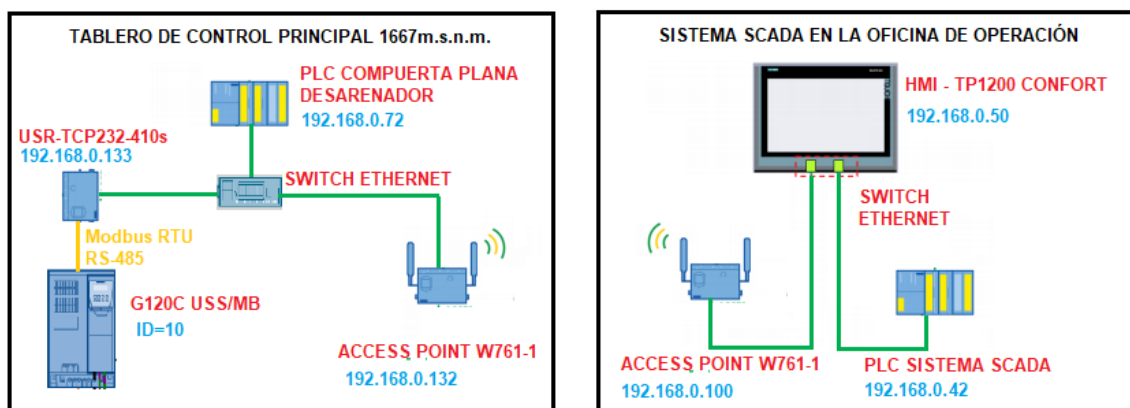 TABLERO DE CONTROL PRINCIPAL 1667m.s.n.m.
PLC COMPUERTA PLANA
DESARENADOR
192.168.0.72
USR-TCP232-410s
192.168.0.133
SWITCH ETHERNET
Modbus RTU
RS-485
G120C USS/MB
ID=10
ACCESS POINT W761-1
192.168.0.132
SISTEMA SCADA EN LA OFICINA DE OPERACIÓN
HMI - TP1200 CONFORT
192.168.0.50
SWITCH
ETHERNET
ACCESS POINT W761-1
192.168.0.100
PLC SISTEMA SCADA
192.168.0.42